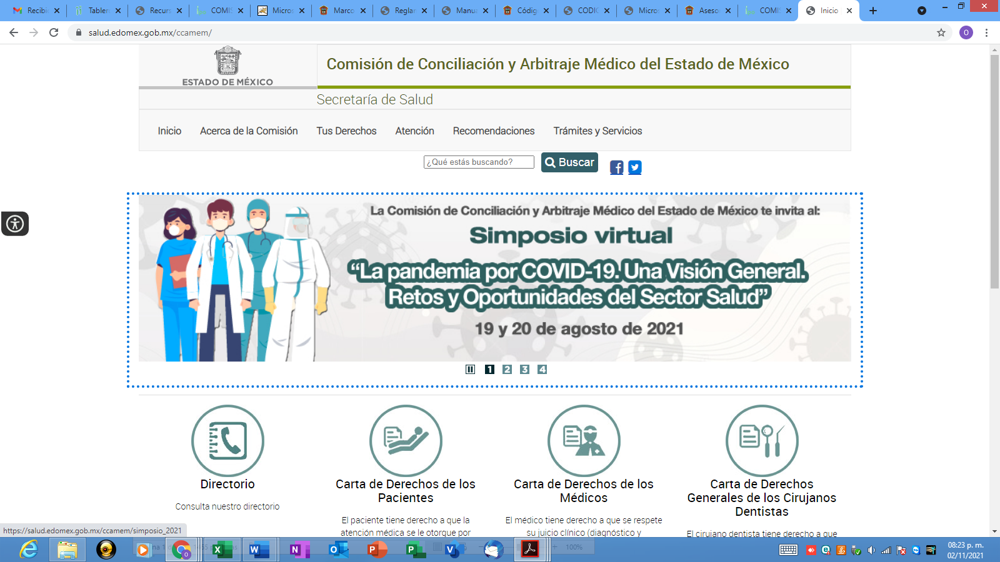 Recibi
Tablero
Recurs
COMIS
Micros
Marco
Reglar
Manua
Código
CODIC
Micros
Aseso
COMIS
Inicio
salud.edomex.gob.mx/ccamem/
O
ESTADO DE MÉXICO
Comisión de Conciliación y Arbitraje Médico del Estado de México
Secretaría de Salud
Inicio Acerca de la Comisión Tus Derechos Atención Recomendaciones Trámites y Servicios
¿Qué estás buscando? Buscar
La Comisión de Conciliación y Arbitraje Médico del Estado de México te invita al:
Simposio virtual
“La pandemia por COVID-19. Una Visión General.
Retos y Oportunidades del Sector Salud”
19 y 20 de agosto de 2021
1 2 3 4
Directorio
Consulta nuestro directorio
Carta de Derechos de los
Pacientes
El paciente tiene derecho a que la
atención médica se le otorgue por
Carta de Derechos de los
Médicos
El médico tiene derecho a que se respete
su juicio clínico (diagnóstico y
Carta de Derechos
Generales de los Cirujanos
Dentistas
El cirujano dentista tiene derecho a que
https://salud.edomex.gob.mx/ccamem/simposio_2021
100%
08:23 p. m.
02/11/2021